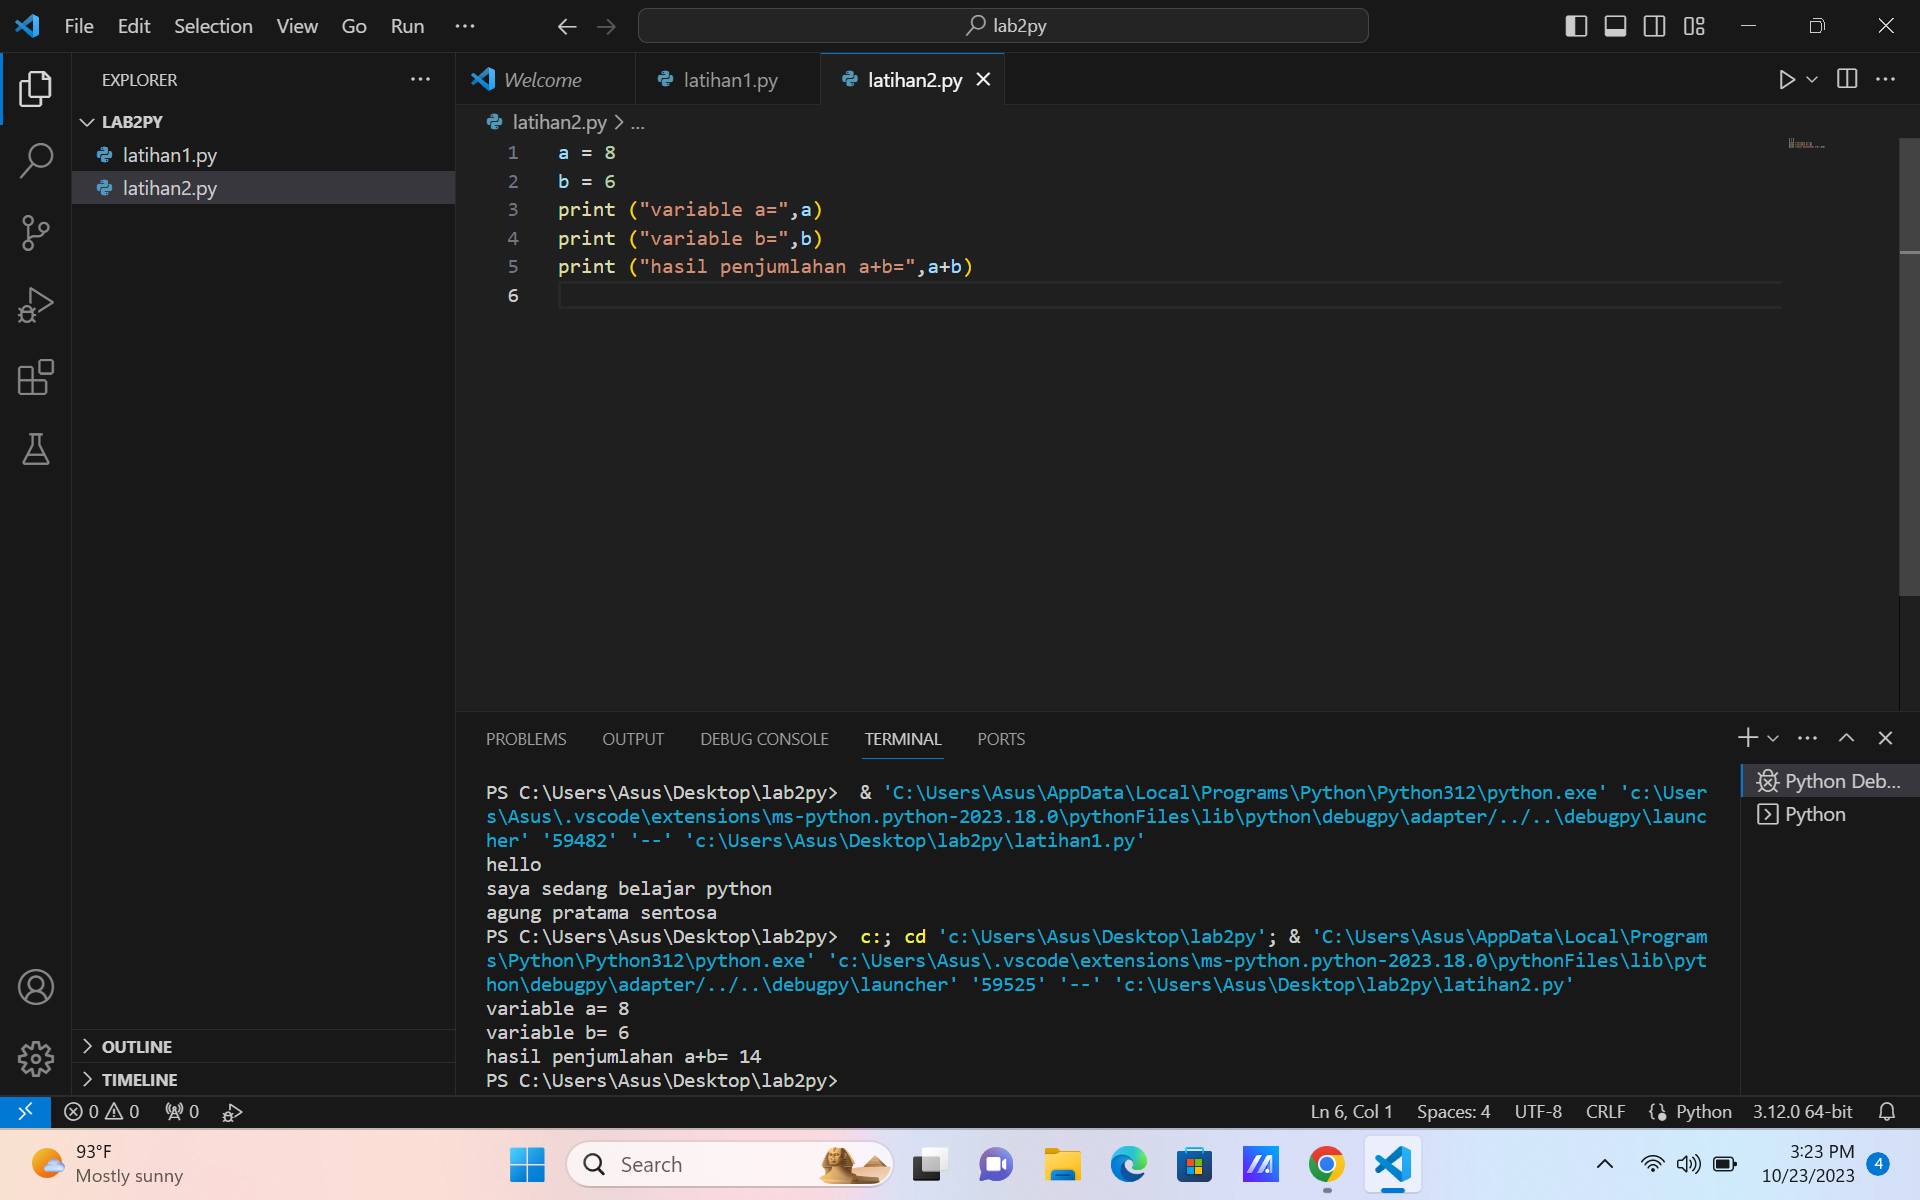 File Edit Selection View Go Run ···
lab2py
EXPLORER
LAB2PY
latihan1.py
latihan2.py
OUTLINE
TIMELINE
Welcome latihan1.py latihan2.py
latihan2.py > ...
1 a = 8
2 b = 6
3 print ("variable a=",a)
4 print ("variable b=",b)
5 print ("hasil penjumlahan a+b=",a+b)
6
PROBLEMS OUTPUT DEBUG CONSOLE TERMINAL PORTS
PS C:\Users\Asus\Desktop\lab2py>  & 'C:\Users\Asus\AppData\Local\Programs\Python\Python312\python.exe' 'c:\User
s\Asus\.vscode\extensions\ms-python.python-2023.18.0\pythonFiles\lib\python\debugpy\adapter/../..\debugpy\launc
her' '59482' '--' 'c:\Users\Asus\Desktop\lab2py\latihan1.py'
hello
saya sedang belajar python
agung pratama sentosa
PS C:\Users\Asus\Desktop\lab2py>  c:; cd 'c:\Users\Asus\Desktop\lab2py'; & 'C:\Users\Asus\AppData\Local\Program
s\Python\Python312\python.exe' 'c:\Users\Asus\.vscode\extensions\ms-python.python-2023.18.0\pythonFiles\lib\pyt
hon\debugpy\adapter/../..\debugpy\launcher' '59525' '--' 'c:\Users\Asus\Desktop\lab2py\latihan2.py'
variable a= 8
variable b= 6
hasil penjumlahan a+b= 14
PS C:\Users\Asus\Desktop\lab2py>
Python Deb...
Python
0 0 0
Ln 6, Col 1 Spaces: 4 UTF-8 CRLF Python 3.12.0 64-bit
93°F
Mostly sunny
Search
3:23 PM
10/23/2023
4